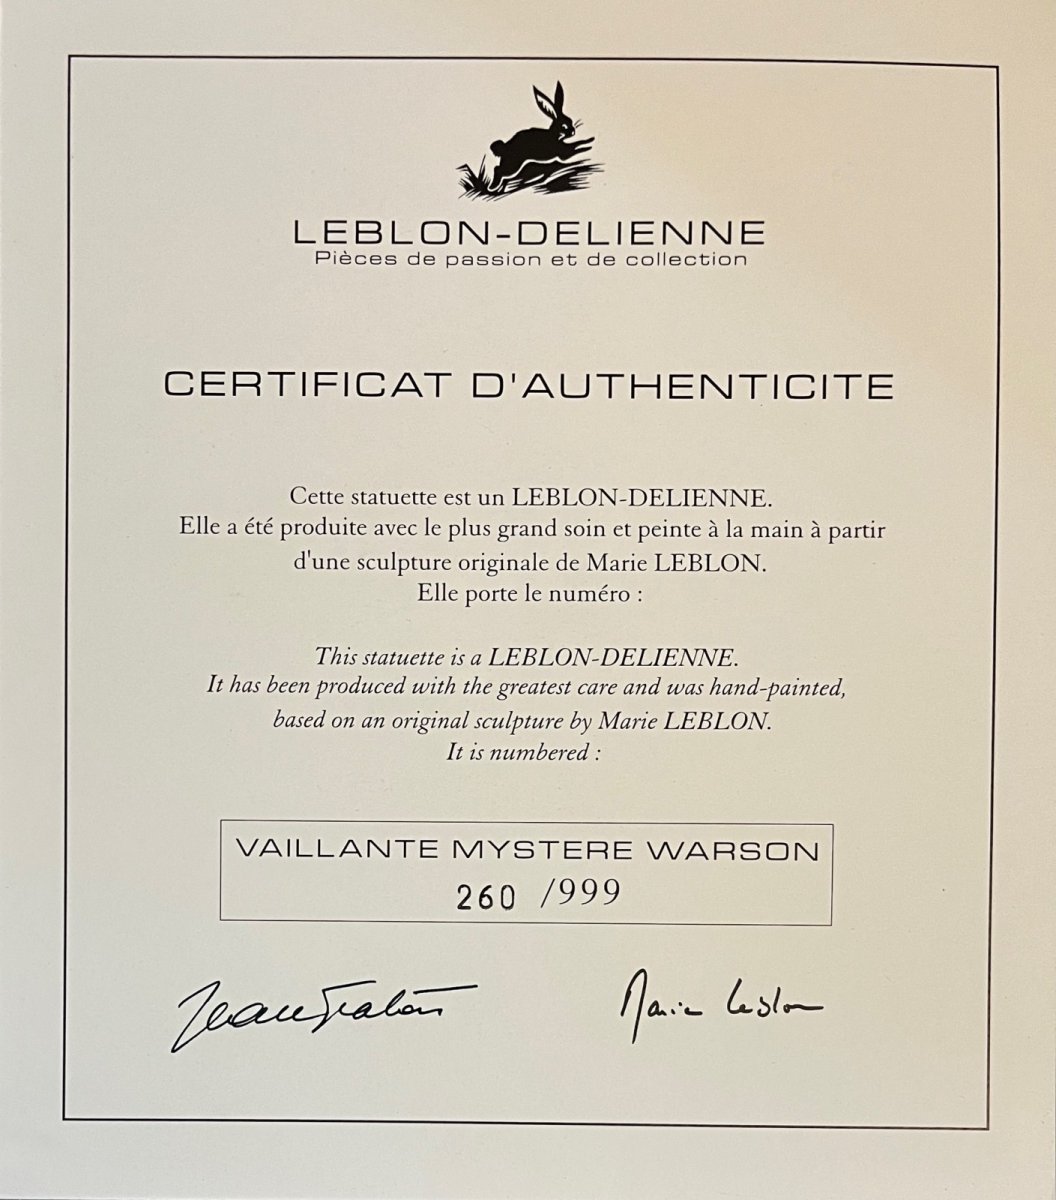 LEBLON-DELIENNE
Pièces de passion et de collection
CERTIFICAT D'AUTHENTICITE
Cette statuette est un LEBLON-DELIENNE.
Elle a été produite avec le plus grand soin et peinte à la main à partir
d'une sculpture originale de Marie LEBLON.
Elle porte le numéro :
This statuette is a LEBLON-DELIENNE.
It has been produced with the greatest care and was hand-painted,
based on an original sculpture by Marie LEBLON.
It is numbered :
VAILLANTE MYSTERE WARSON
260 /999
Marie Leblon